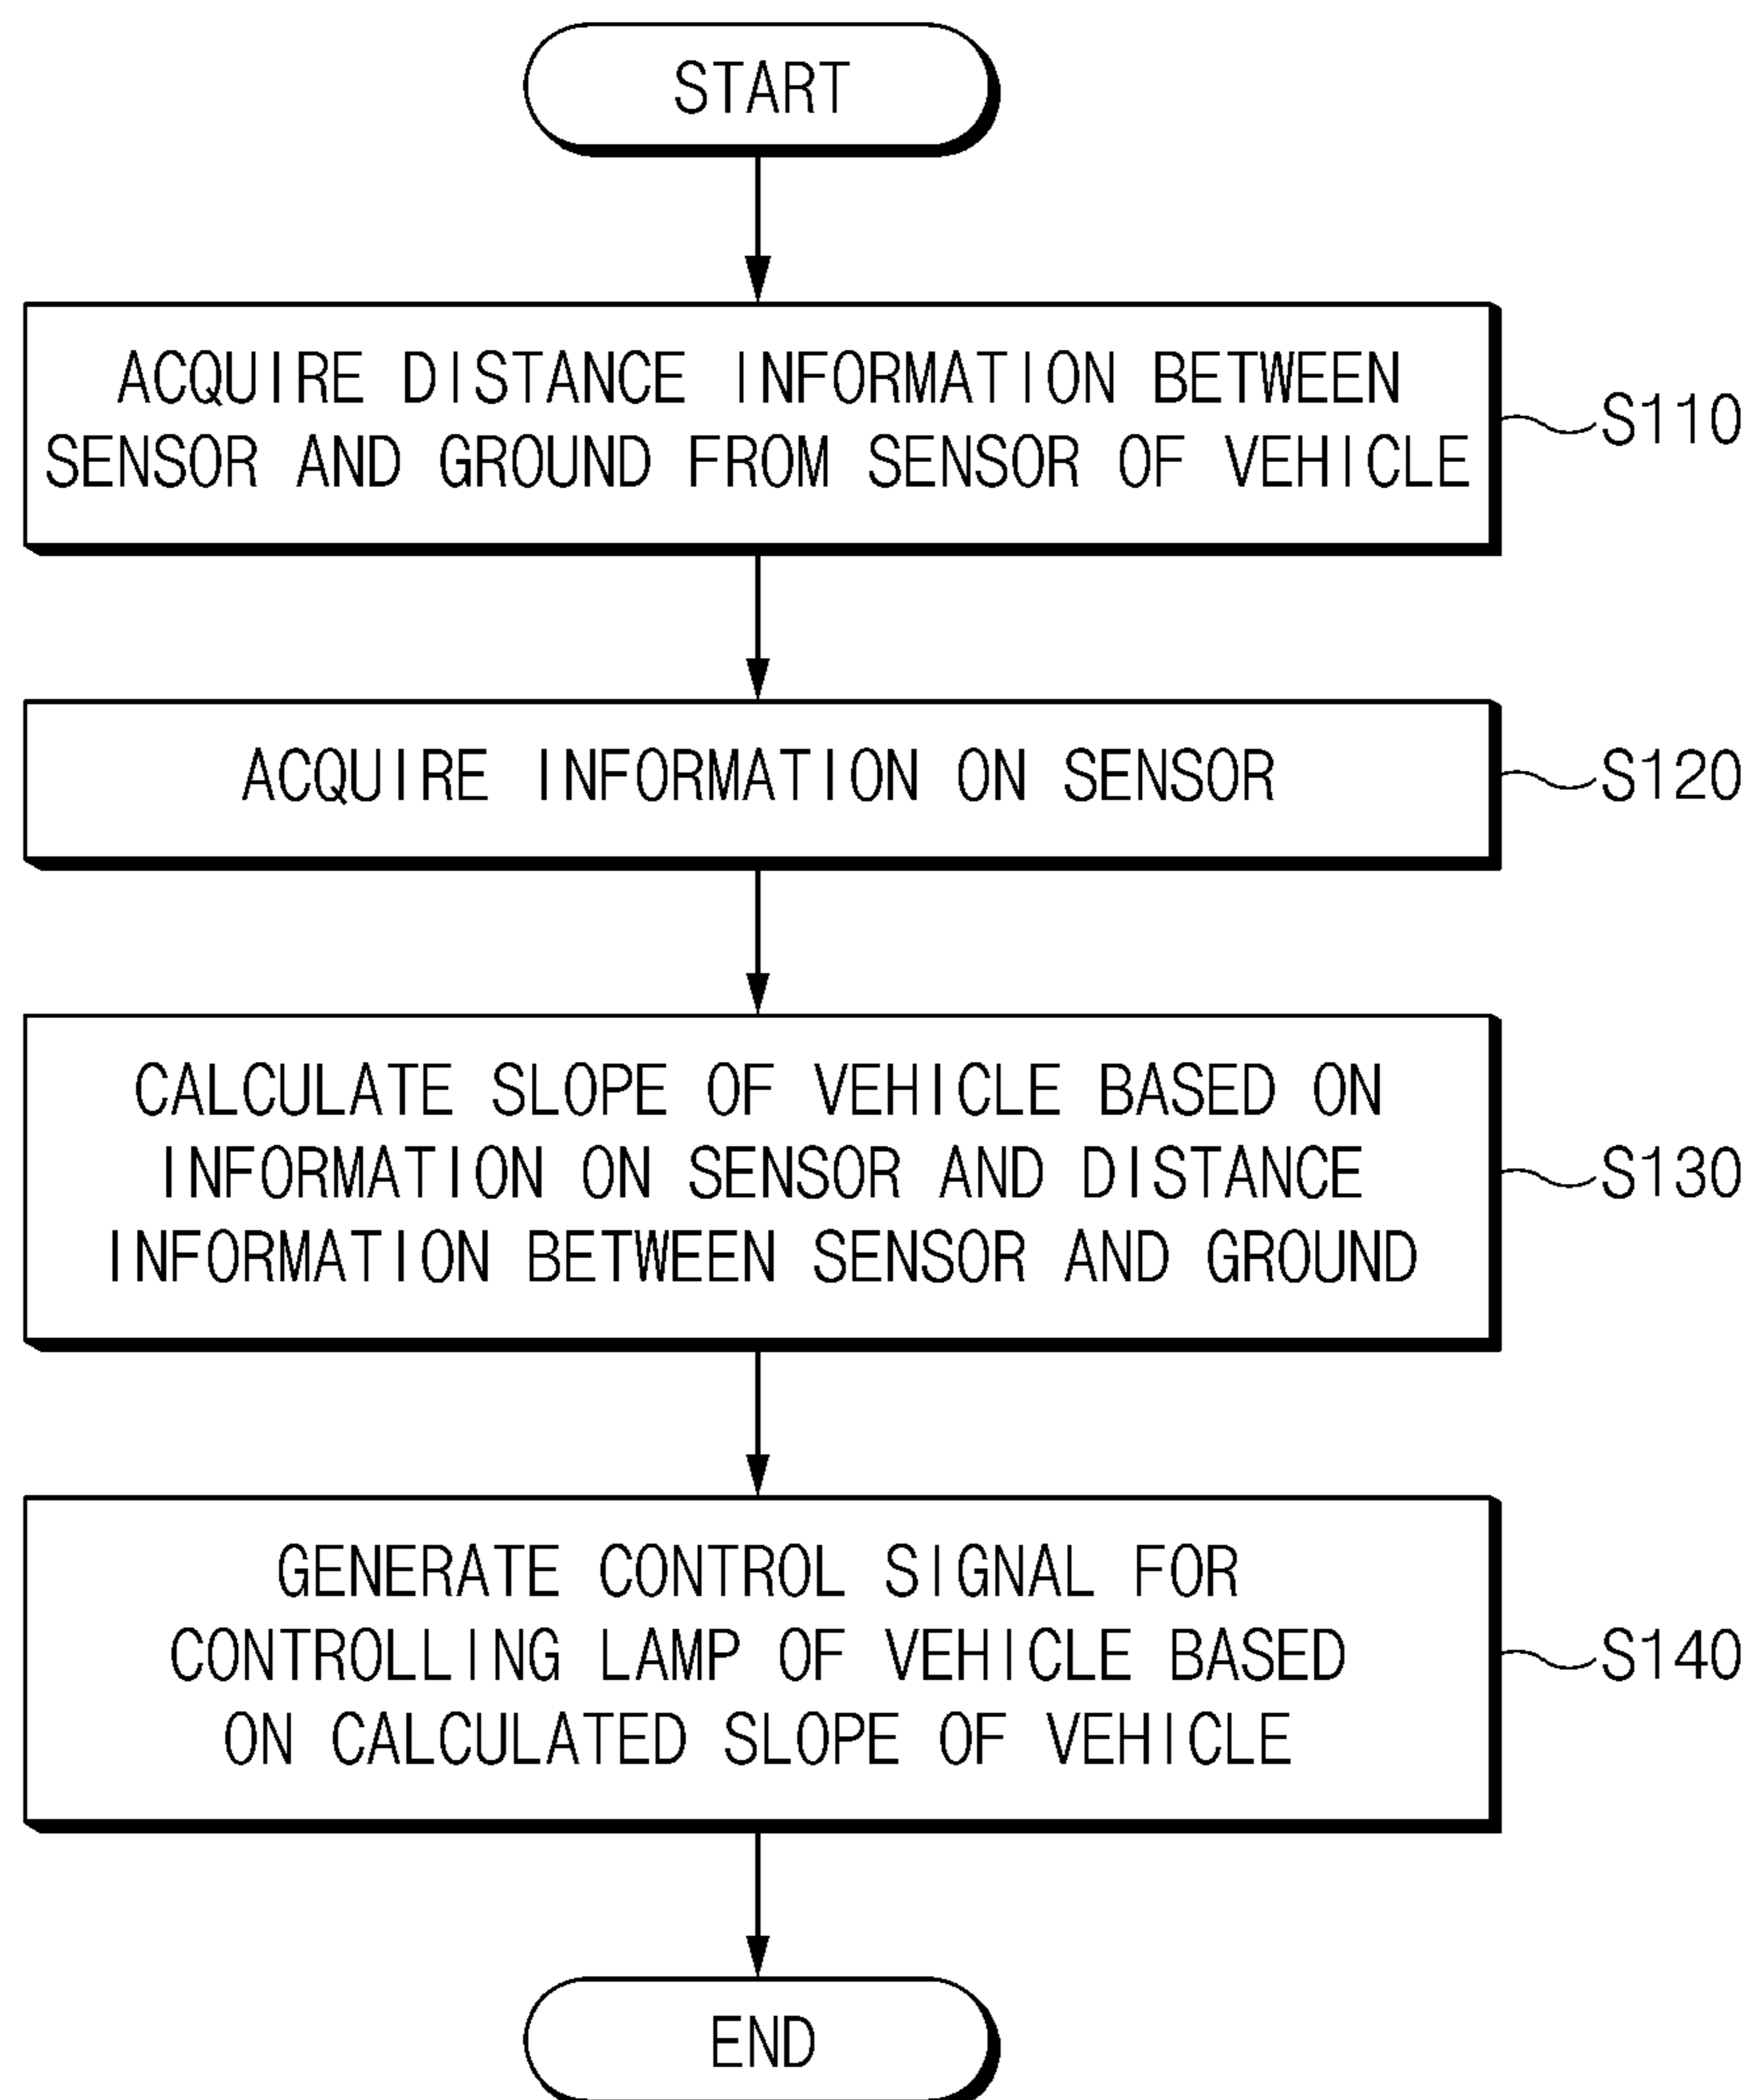 START
ACQUIRE DISTANCE INFORMATION BETWEEN
SENSOR AND GROUND FROM SENSOR OF VEHICLE
S110
ACQUIRE INFORMATION ON SENSOR
S120
CALCULATE SLOPE OF VEHICLE BASED ON
INFORMATION ON SENSOR AND DISTANCE
INFORMATION BETWEEN SENSOR AND GROUND
S130
GENERATE CONTROL SIGNAL FOR
CONTROLLING LAMP OF VEHICLE BASED
ON CALCULATED SLOPE OF VEHICLE
S140
END